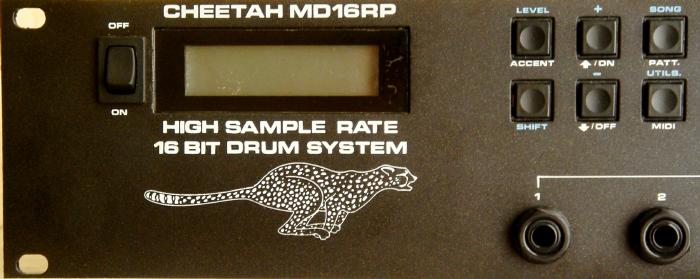 CHEETAH MD16RP
OFF
ON
HIGH SAMPLE RATE
16 BIT DRUM SYSTEM
LEVEL + SONG
ACCENT ⬆/ON PATT.
− UTILS.
SHIFT ⬇/OFF MIDI
1 2